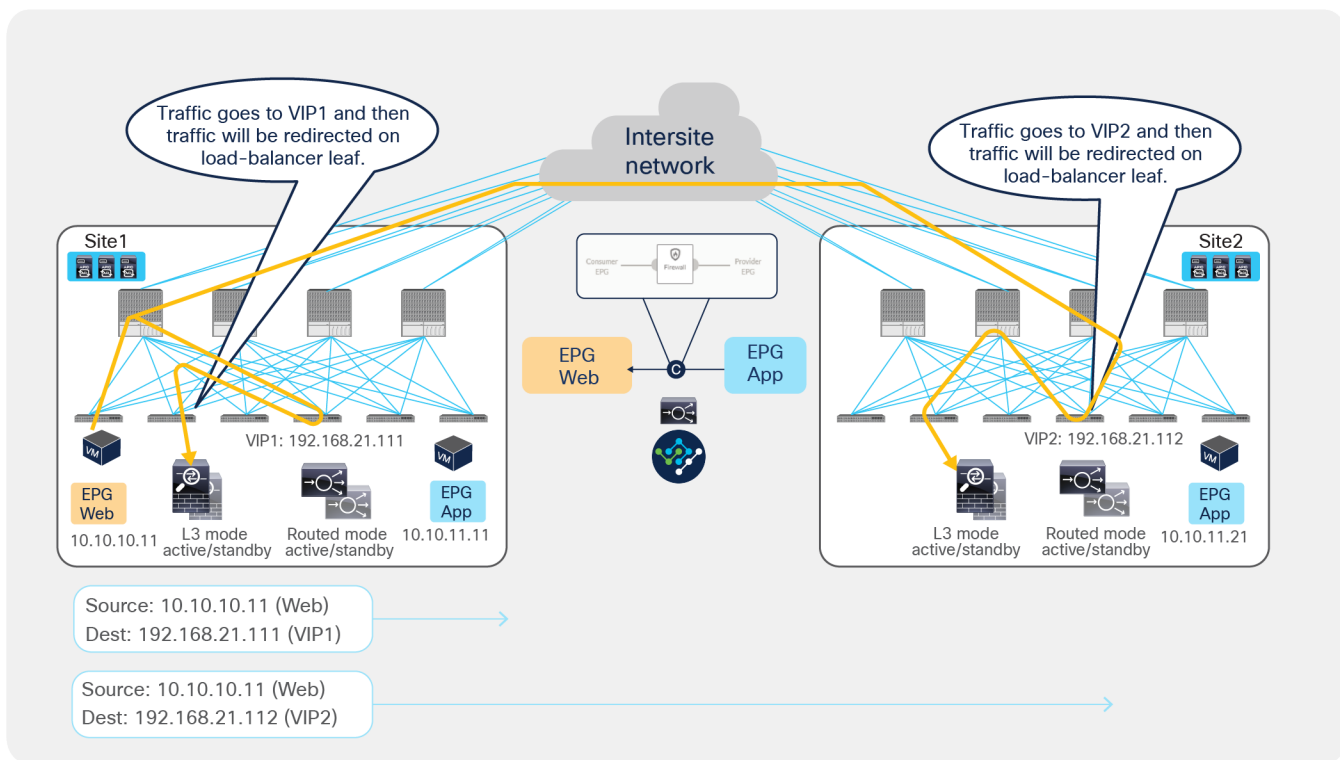 Traffic goes to VIP1 and then
traffic will be redirected on
load-balancer leaf.
Intersite
network
Traffic goes to VIP2 and then
traffic will be redirected on
load-balancer leaf.
Site1
Site2
Consumer
EPG
Firewall
Provider
EPG
EPG
Web
C
EPG
App
VIP1: 192.168.21.111
VIP2: 192.168.21.112
VM
VM
VM
EPG
Web
10.10.10.11
L3 mode
active/standby
Routed mode
active/standby
EPG
App
10.10.11.11
L3 mode
active/standby
Routed mode
active/standby
EPG
App
10.10.11.21
Source: 10.10.10.11 (Web)
Dest: 192.168.21.111 (VIP1)
Source: 10.10.10.11 (Web)
Dest: 192.168.21.112 (VIP2)